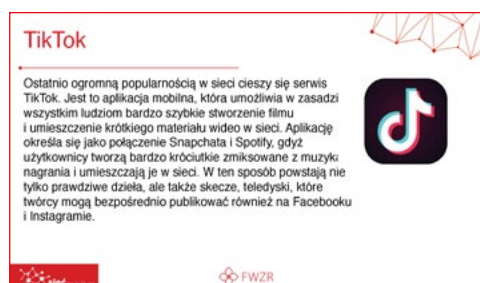 TikTok
Ostatnio ogromną popularnością w sieci cieszy się serwis
TikTok. Jest to aplikacja mobilna, która umożliwia w zasadzi
wszystkim ludziom bardzo szybkie stworzenie filmu
i umieszczenie krótkiego materiału wideo w sieci. Aplikację
określa się jako połączenie Snapchata i Spotify, gdyż
użytkownicy tworzą bardzo króciutkie zmiksowane z muzyką
nagrania i umieszczają je w sieci. W ten sposób powstają nie
tylko prawdziwe dzieła, ale także skecze, teledyski, które
twórcy mogą bezpośrednio publikować również na Facebooku
i Instagramie.
FWZR